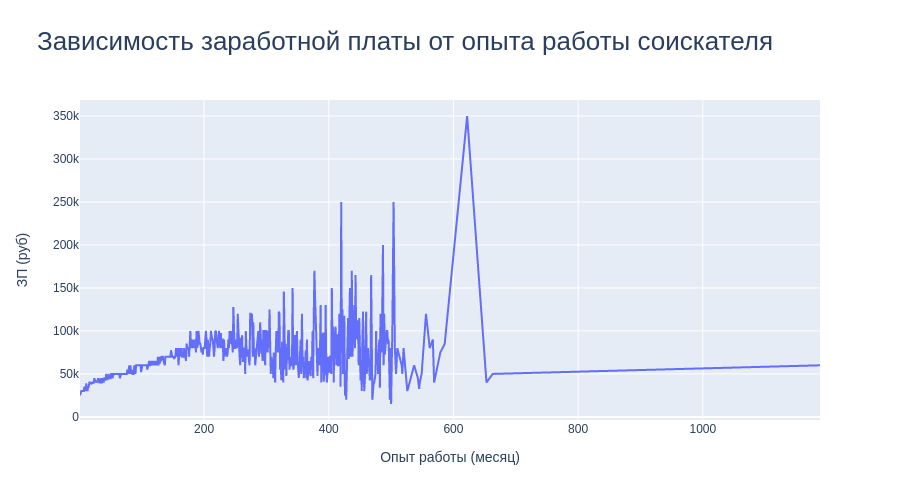 Зависимость заработной платы от опыта работы соискателя
350k
300k
250k
200k
150k
100k
50k
0
ЗП (руб)
200
400
600
800
1000
Опыт работы (месяц)